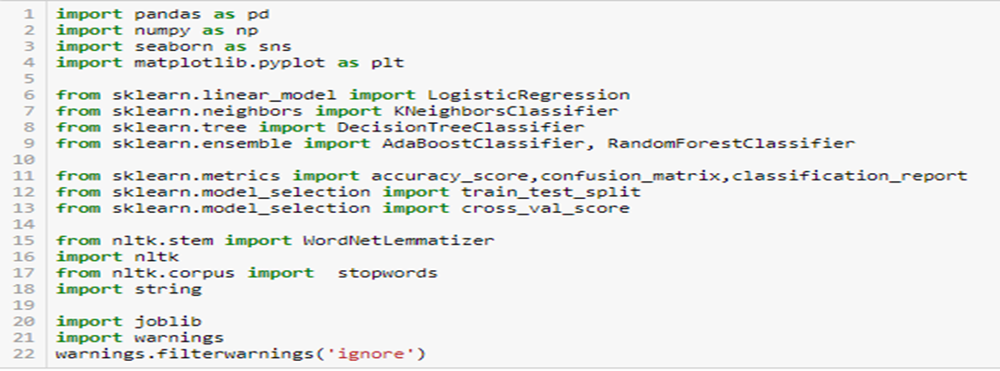 1 import pandas as pd
2 import numpy as np
3 import seaborn as sns
4 import matplotlib.pyplot as plt
5
6 from sklearn.linear_model import LogisticRegression
7 from sklearn.neighbors import KNeighborsClassifier
8 from sklearn.tree import DecisionTreeClassifier
9 from sklearn.ensemble import AdaBoostClassifier, RandomForestClassifier
10
11 from sklearn.metrics import accuracy_score,confusion_matrix,classification_report
12 from sklearn.model_selection import train_test_split
13 from sklearn.model_selection import cross_val_score
14
15 from nltk.stem import WordNetLemmatizer
16 import nltk
17 from nltk.corpus import  stopwords
18 import string
19
20 import joblib
21 import warnings
22 warnings.filterwarnings('ignore')